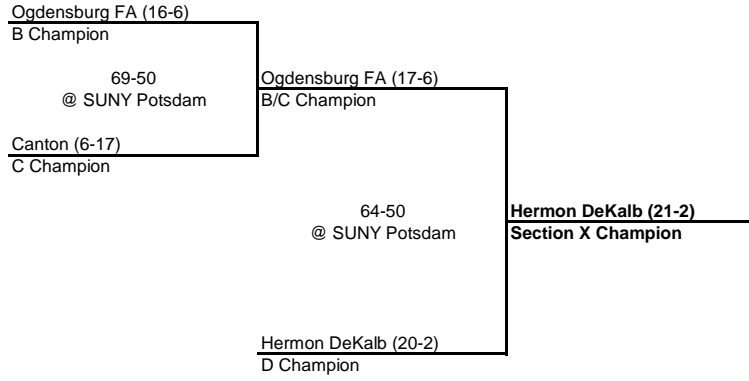 Ogdensburg FA (16-6)
B Champion
69-50
@ SUNY Potsdam
Ogdensburg FA (17-6)
B/C Champion
Canton (6-17)
C Champion
64-50
@ SUNY Potsdam
Hermon DeKalb (21-2)
Section X Champion
Hermon DeKalb (20-2)
D Champion